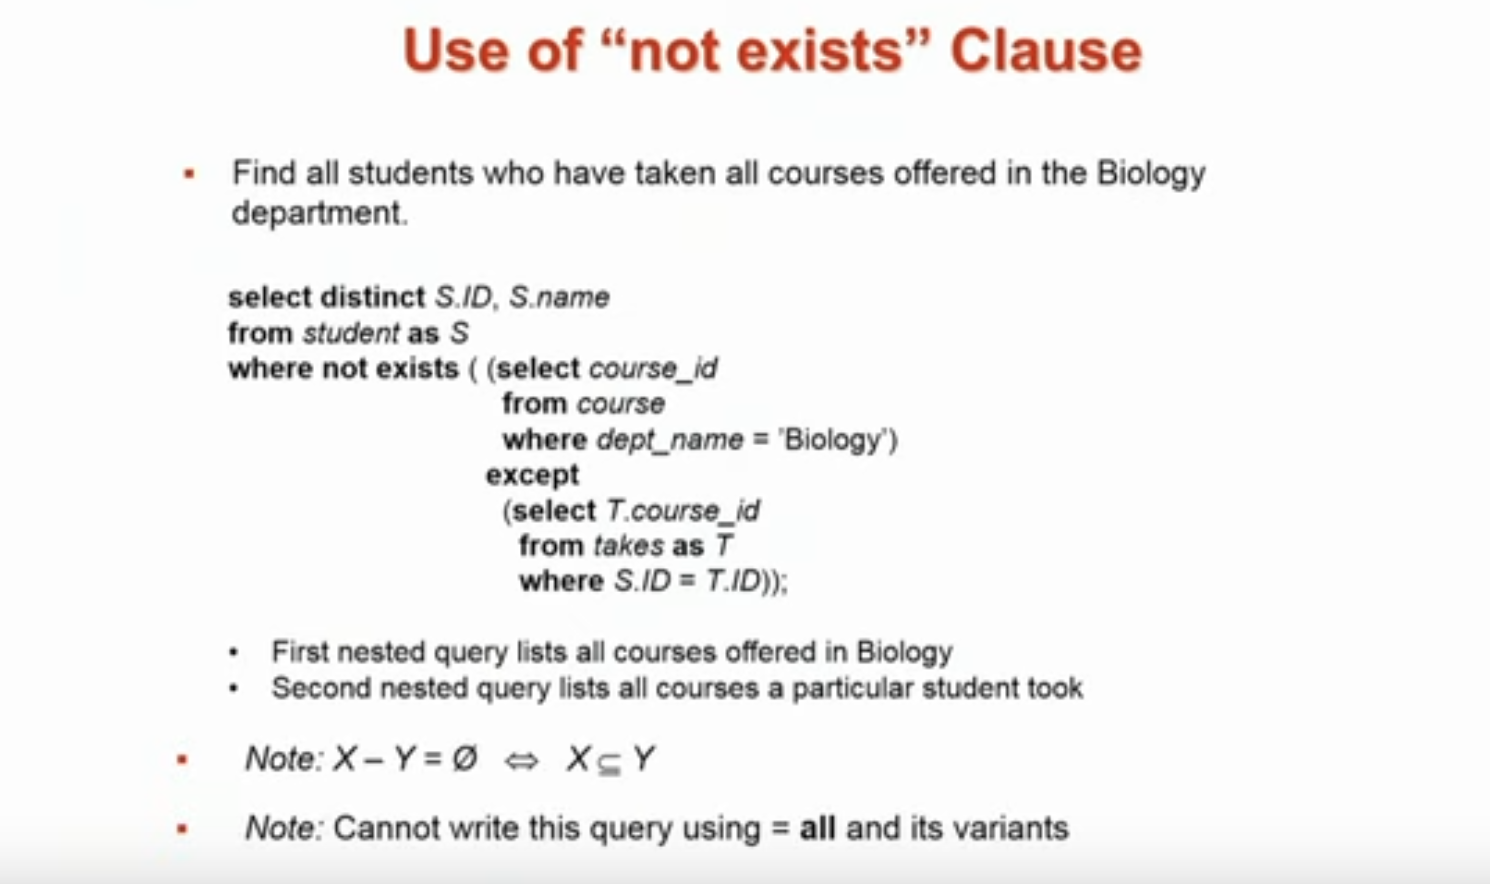 Use of “not exists” Clause
▪ Find all students who have taken all courses offered in the Biology
department.
select distinct S.ID, S.name
from student as S
where not exists ( (select course_id
from course
where dept_name = 'Biology')
except
(select T.course_id
from takes as T
where S.ID = T.ID));
• First nested query lists all courses offered in Biology
• Second nested query lists all courses a particular student took
▪ Note: X – Y = Ø ⇔ X ⊆ Y
▪ Note: Cannot write this query using = all and its variants